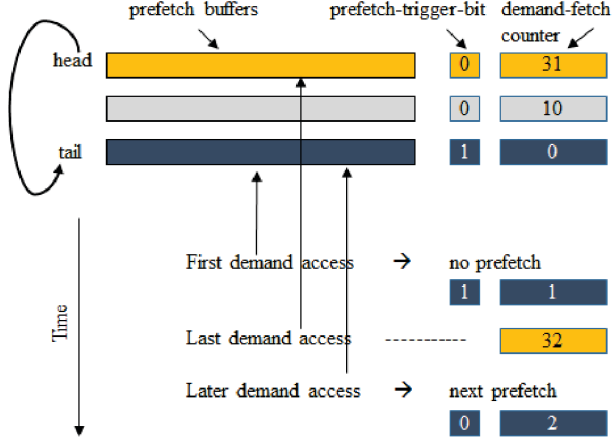 prefetch buffers prefetch-trigger-bit demand-fetch
counter
head 0 31
0 10
tail 1 0
First demand access → no prefetch
1 1
Time
Last demand access ---------- 32
Later demand access → next prefetch
0 2